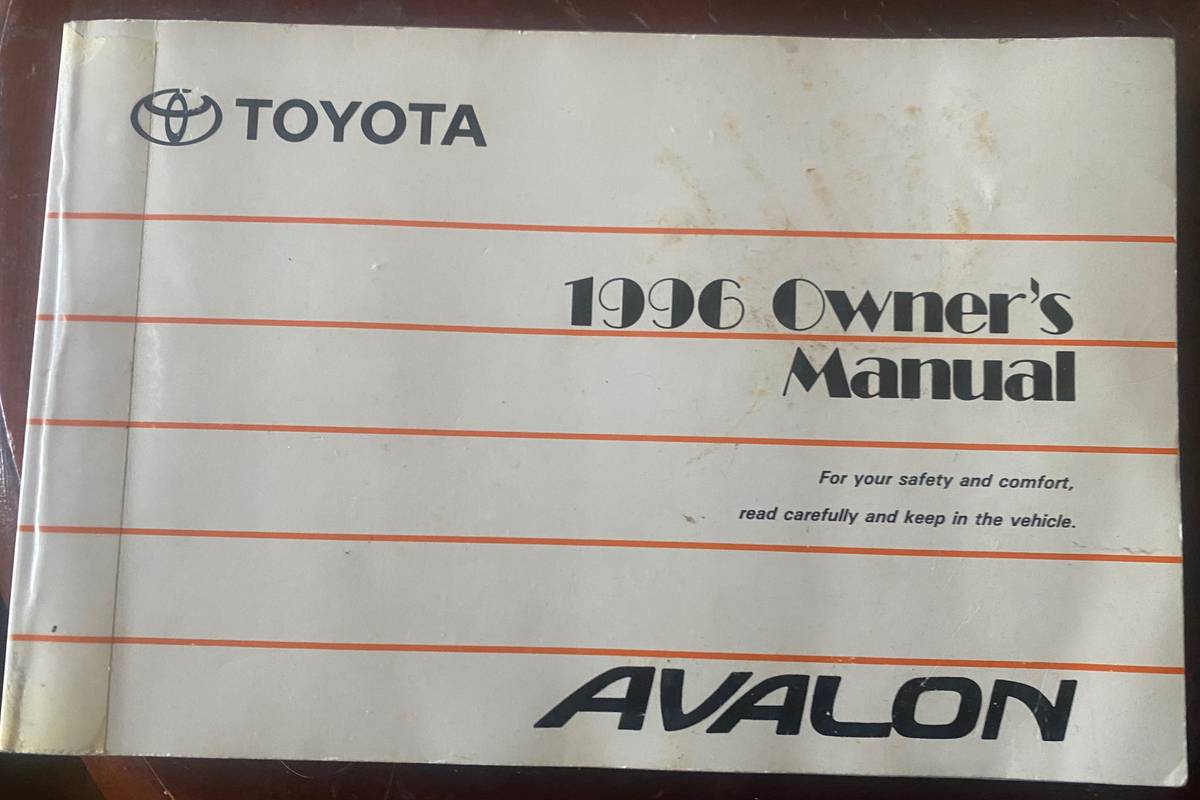 TOYOTA
1996 Owner's
Manual
For your safety and comfort,
read carefully and keep in the vehicle.
AVALON